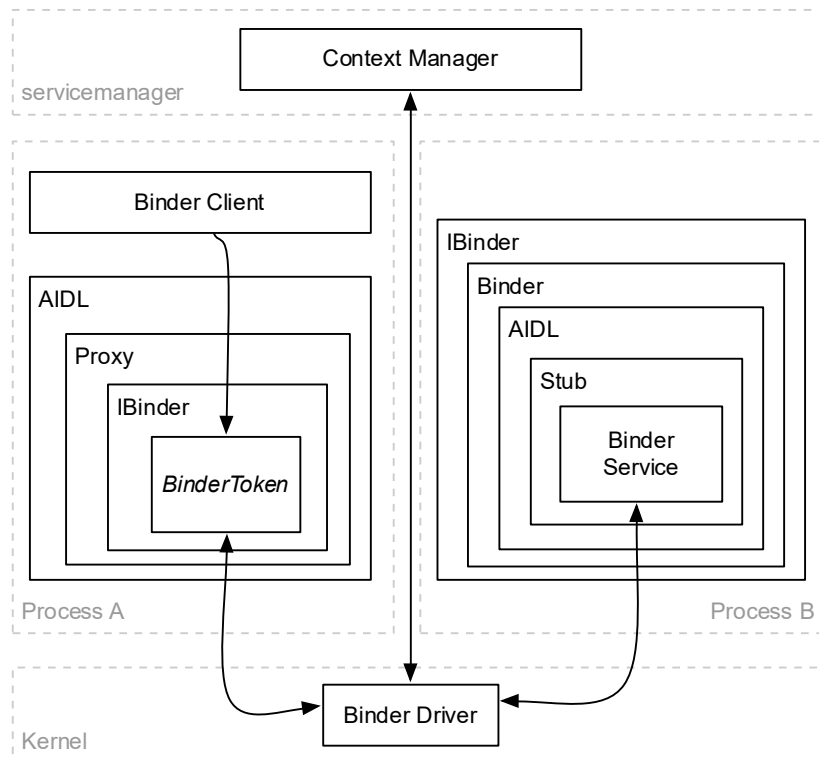 Context Manager
servicemanager
Binder Client
AIDL
Proxy
IBinder
BinderToken
Process A
IBinder
Binder
AIDL
Stub
Binder
Service
Process B
Binder Driver
Kernel